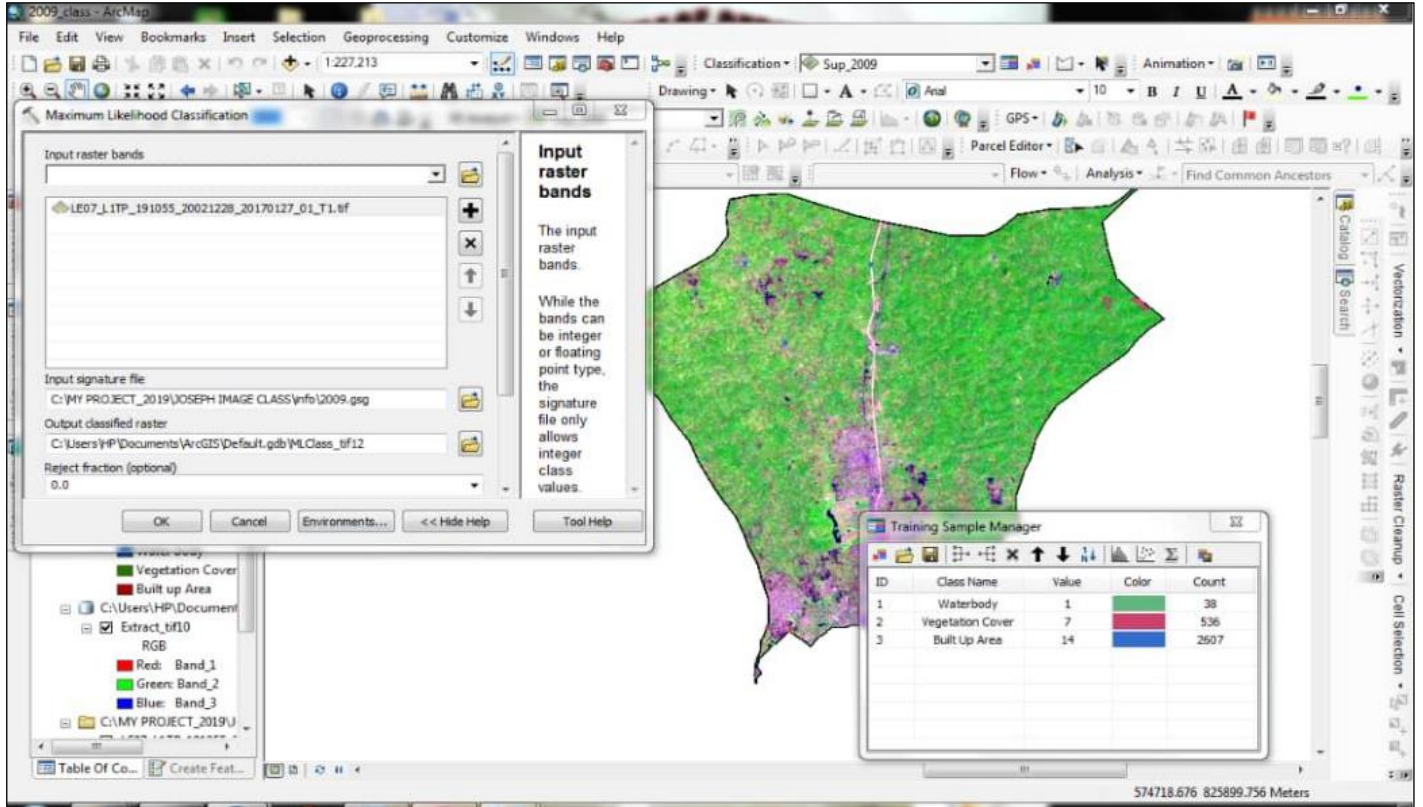 2009_class - ArcMap
File Edit View Bookmarks Insert Selection Geoprocessing Customize Windows Help
1:227,213
Classification
Sup_2009
Animation
Drawing
A
Arial
10
B I U A
GPS
Parcel Editor
Flow
Analysis
Find Common Ancestors
Maximum Likelihood Classification
Input raster bands
LE07_L1TP_191055_20021228_20170127_01_T1.tif
Input signature file
C:\MY PROJECT_2019\JOSEPH IMAGE CLASS\info\2009.gsg
Output classified raster
C:\Users\HP\Documents\ArcGIS\Default.gdb\MLClass_tif12
Reject fraction (optional)
0.0
OK
Cancel
Environments...
<< Hide Help
Tool Help
Input
raster
bands
The input
raster
bands.
While the
bands can
be integer
or floating
point type,
the
signature
file only
allows
integer
class
values.
Catalog
Search
Vectorization
Raster Cleanup
Cell Selection
Water Body
Vegetation Cover
Built up Area
C:\Users\HP\Document
Extract_tif10
RGB
Red: Band_1
Green: Band_2
Blue: Band_3
C:\MY PROJECT_2019\J
Table Of Co...
Create Feat...
Training Sample Manager
ID Class Name Value Color Count
1 Waterbody 1 38
2 Vegetation Cover 7 536
3 Built Up Area 14 2607
574718.676 825899.756 Meters